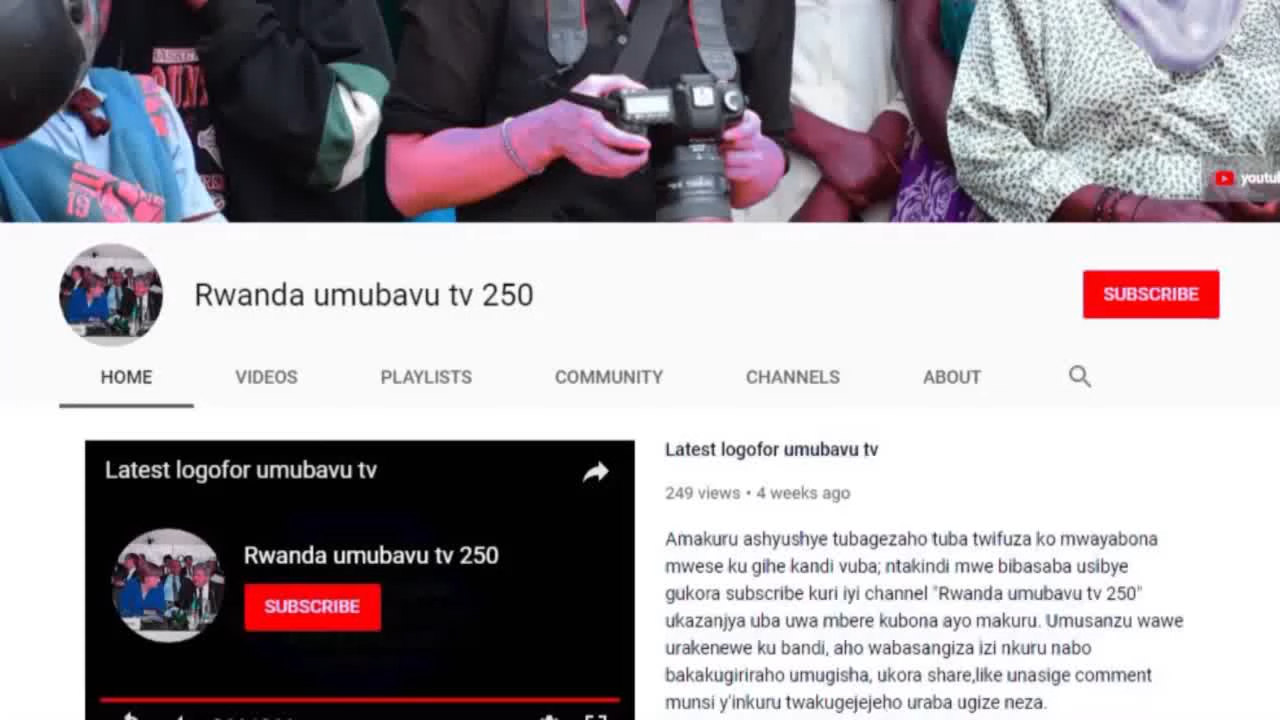 Rwanda umubavu tv 250
SUBSCRIBE
HOME
VIDEOS
PLAYLISTS
COMMUNITY
CHANNELS
ABOUT
Latest logofor umubavu tv
Rwanda umubavu tv 250
SUBSCRIBE
Latest logofor umubavu tv
249 views • 4 weeks ago
Amakuru ashyushye tubagezaho tuba twifuza ko mwayabona
mwese ku gihe kandi vuba; ntakindi mwe bibasaba usibye
gukora subscribe kuri iyi channel "Rwanda umubavu tv 250"
ukazanjya uba uwa mbere kubona ayo makuru. Umusanzu wawe
urakenewe ku bandi, aho wabasangiza izi nkuru nabo
bakakugiriraho umugisha, ukora share,like unasige comment
munsi y'inkuru twakugejejeho uraba ugize neza.